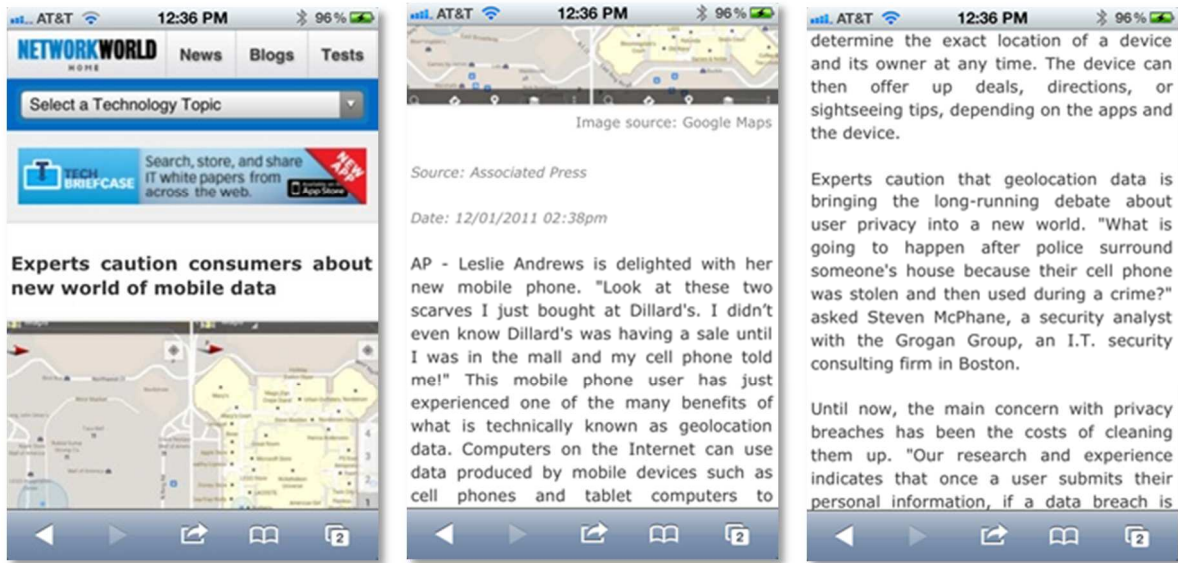 AT&T 12:36 PM 96%
NETWORKWORLD
HOME
News Blogs Tests
Select a Technology Topic
TECH
BRIEFCASE
Search, store, and share
IT white papers from
across the web.
NEW
APP
Available on the
App Store
Experts caution consumers about
new world of mobile data
2
AT&T 12:36 PM 96%
Image source: Google Maps
Source: Associated Press
Date: 12/01/2011 02:38pm
AP - Leslie Andrews is delighted with her
new mobile phone. "Look at these two
scarves I just bought at Dillard's. I didn't
even know Dillard's was having a sale until
I was in the mall and my cell phone told
me!" This mobile phone user has just
experienced one of the many benefits of
what is technically known as geolocation
data. Computers on the Internet can use
data produced by mobile devices such as
cell phones and tablet computers to
2
AT&T 12:36 PM 96%
determine the exact location of a device
and its owner at any time. The device can
then offer up deals, directions, or
sightseeing tips, depending on the apps and
the device.
Experts caution that geolocation data is
bringing the long-running debate about
user privacy into a new world. "What is
going to happen after police surround
someone's house because their cell phone
was stolen and then used during a crime?"
asked Steven McPhane, a security analyst
with the Grogan Group, an I.T. security
consulting firm in Boston.
Until now, the main concern with privacy
breaches has been the costs of cleaning
them up. "Our research and experience
indicates that once a user submits their
personal information, if a data breach is
2